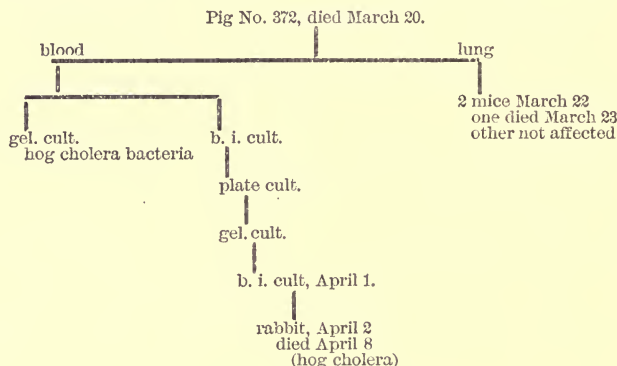 Pig No. 372, died March 20.
blood
lung
2 mice March 22
one died March 23
other not affected
gel. cult.
hog cholera bacteria
b. i. cult.
plate cult.
gel. cult.
b. i. cult, April 1.
rabbit, April 2
died April 8
(hog cholera)